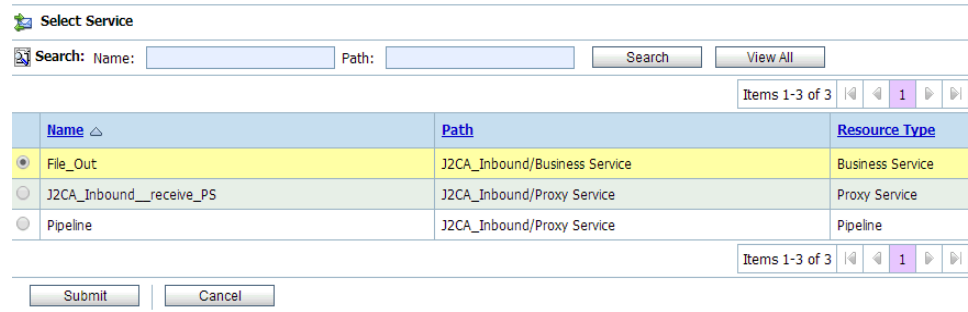 Select Service
Search: Name: Path: Search View All
Items 1-3 of 3 1
Name Path Resource Type
File_Out J2CA_Inbound/Business Service Business Service
J2CA_Inbound__receive_PS J2CA_Inbound/Proxy Service Proxy Service
Pipeline J2CA_Inbound/Proxy Service Pipeline
Items 1-3 of 3 1
Submit Cancel